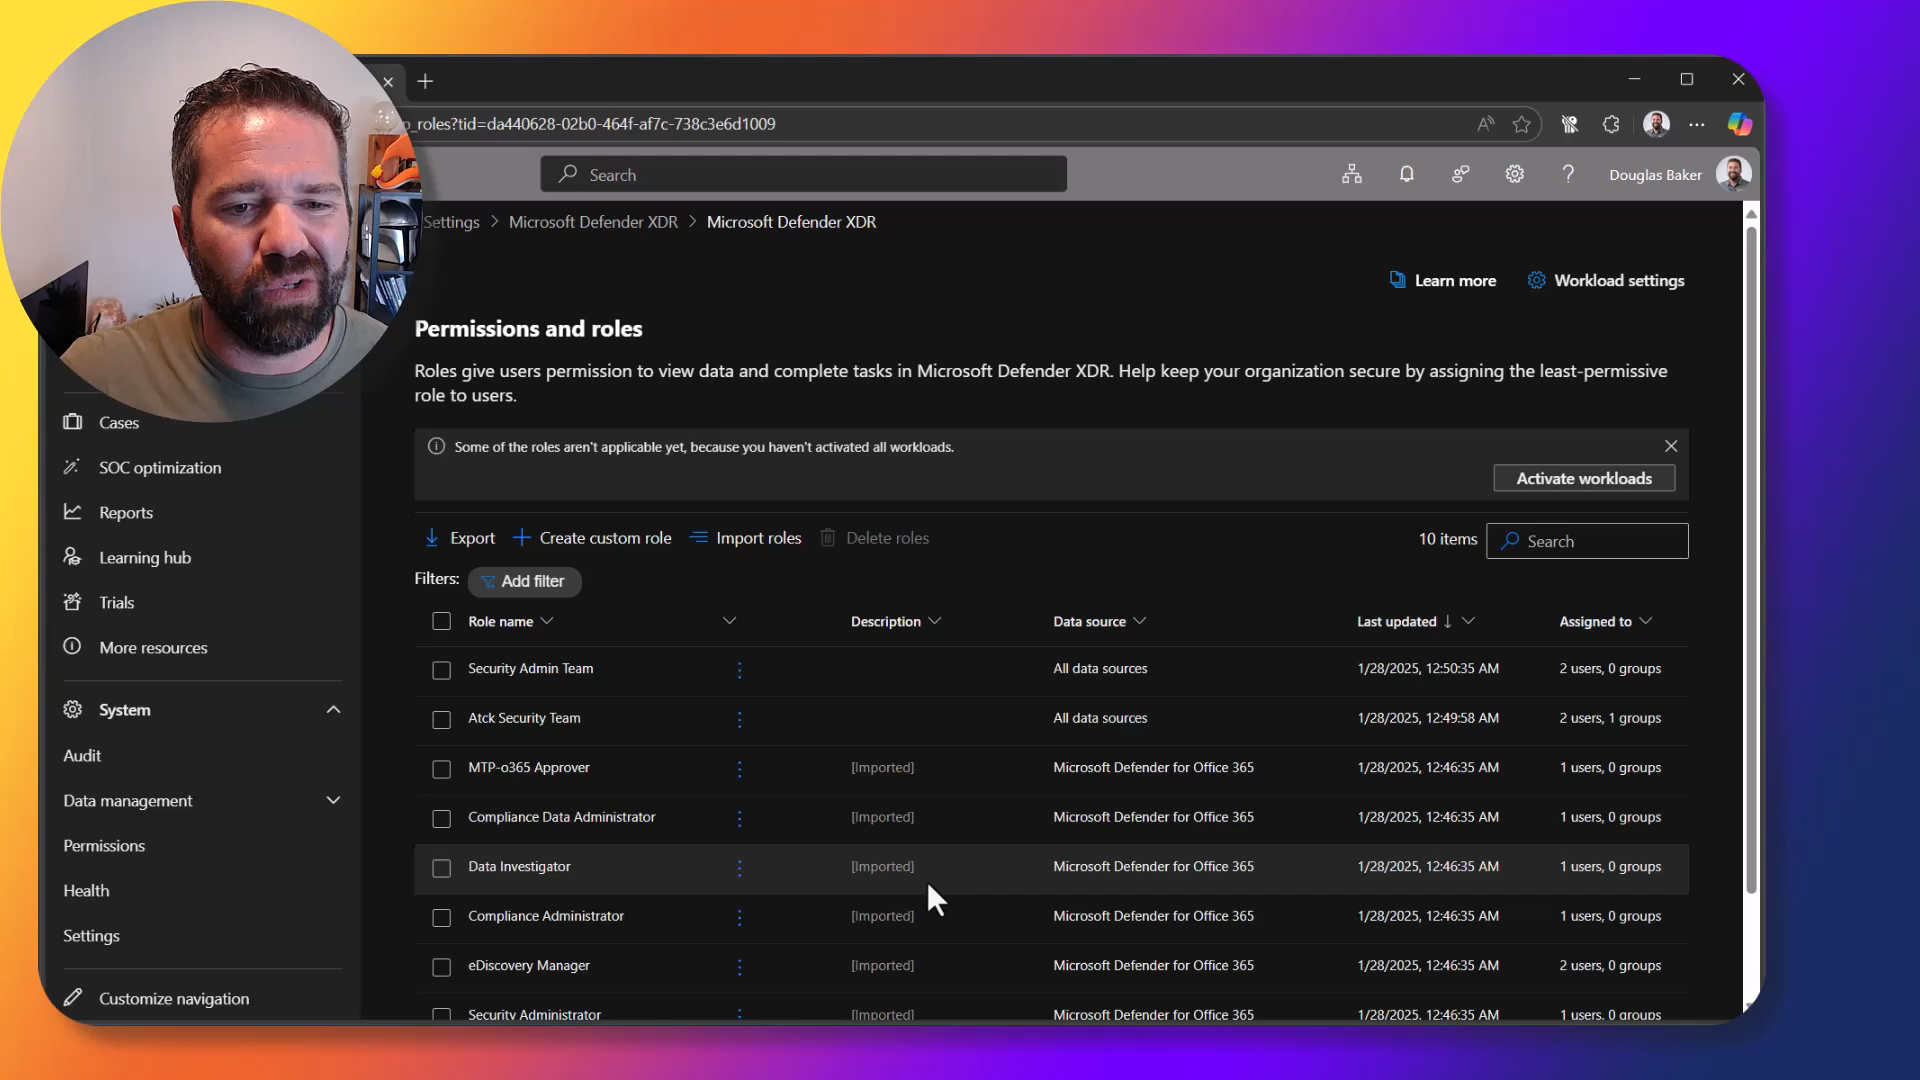 p_roles?tid=da440628-02b0-464f-af7c-738c3e6d1009
Search
Douglas Baker
Settings > Microsoft Defender XDR > Microsoft Defender XDR
Learn more Workload settings
Permissions and roles
Roles give users permission to view data and complete tasks in Microsoft Defender XDR. Help keep your organization secure by assigning the least-permissive
role to users.
Some of the roles aren't applicable yet, because you haven't activated all workloads.
Activate workloads
Export Create custom role Import roles Delete roles 10 items Search
Filters: Add filter
Role name Description Data source Last updated ↓ Assigned to
Security Admin Team All data sources 1/28/2025, 12:50:35 AM 2 users, 0 groups
Atck Security Team All data sources 1/28/2025, 12:49:58 AM 2 users, 1 groups
MTP-o365 Approver [Imported] Microsoft Defender for Office 365 1/28/2025, 12:46:35 AM 1 users, 0 groups
Compliance Data Administrator [Imported] Microsoft Defender for Office 365 1/28/2025, 12:46:35 AM 1 users, 0 groups
Data Investigator [Imported] Microsoft Defender for Office 365 1/28/2025, 12:46:35 AM 1 users, 0 groups
Compliance Administrator [Imported] Microsoft Defender for Office 365 1/28/2025, 12:46:35 AM 1 users, 0 groups
eDiscovery Manager [Imported] Microsoft Defender for Office 365 1/28/2025, 12:46:35 AM 2 users, 0 groups
Security Administrator [Imported] Microsoft Defender for Office 365 1/28/2025, 12:46:35 AM 1 users, 0 groups
Cases
SOC optimization
Reports
Learning hub
Trials
More resources
System
Audit
Data management
Permissions
Health
Settings
Customize navigation